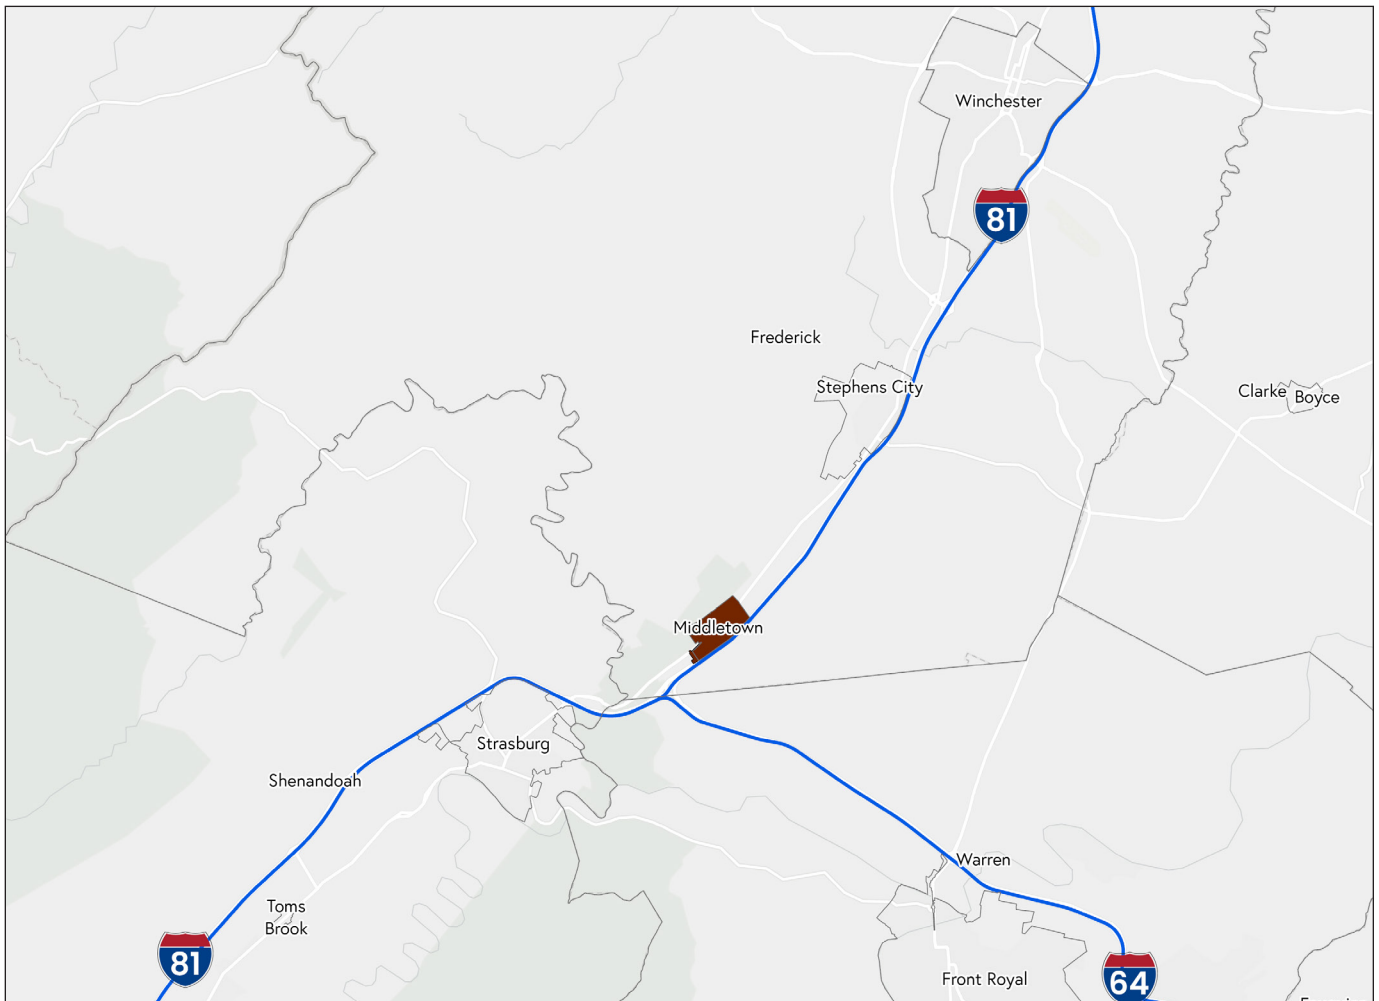 Winchester
81
Frederick
Stephens City
Clarke
Boyce
Middletown
Strasburg
Shenandoah
Warren
Toms
Brook
81
Front Royal
64